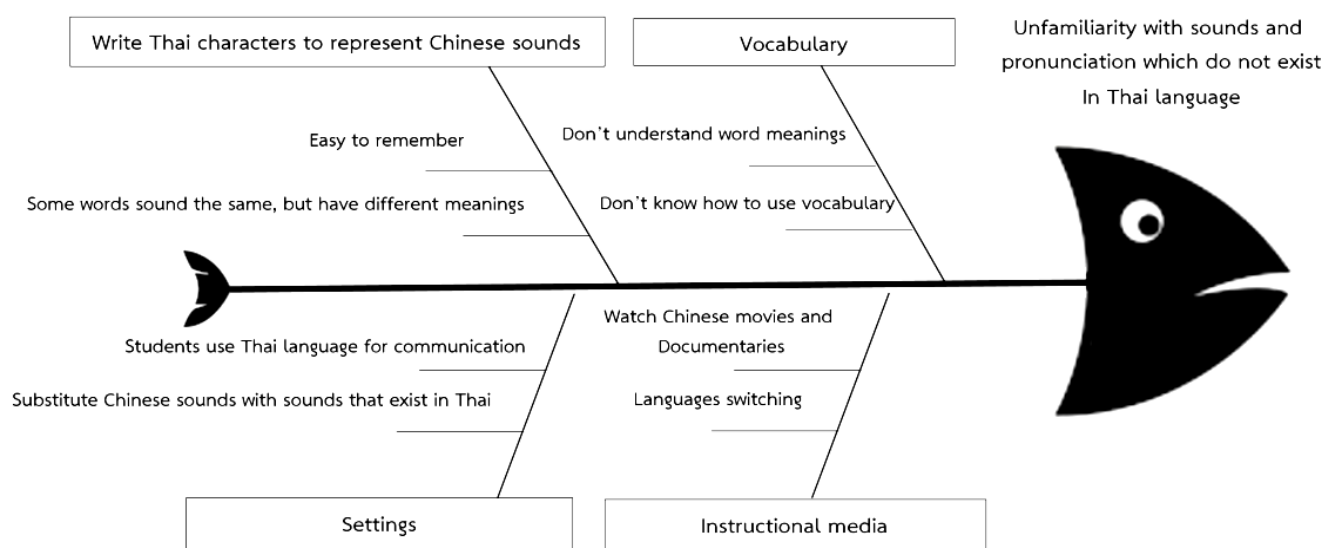 Write Thai characters to represent Chinese sounds
Vocabulary
Unfamiliarity with sounds and
pronunciation which do not exist
In Thai language
Easy to remember
Some words sound the same, but have different meanings
Don't understand word meanings
Don't know how to use vocabulary
Students use Thai language for communication
Substitute Chinese sounds with sounds that exist in Thai
Watch Chinese movies and
Documentaries
Languages switching
Settings
Instructional media